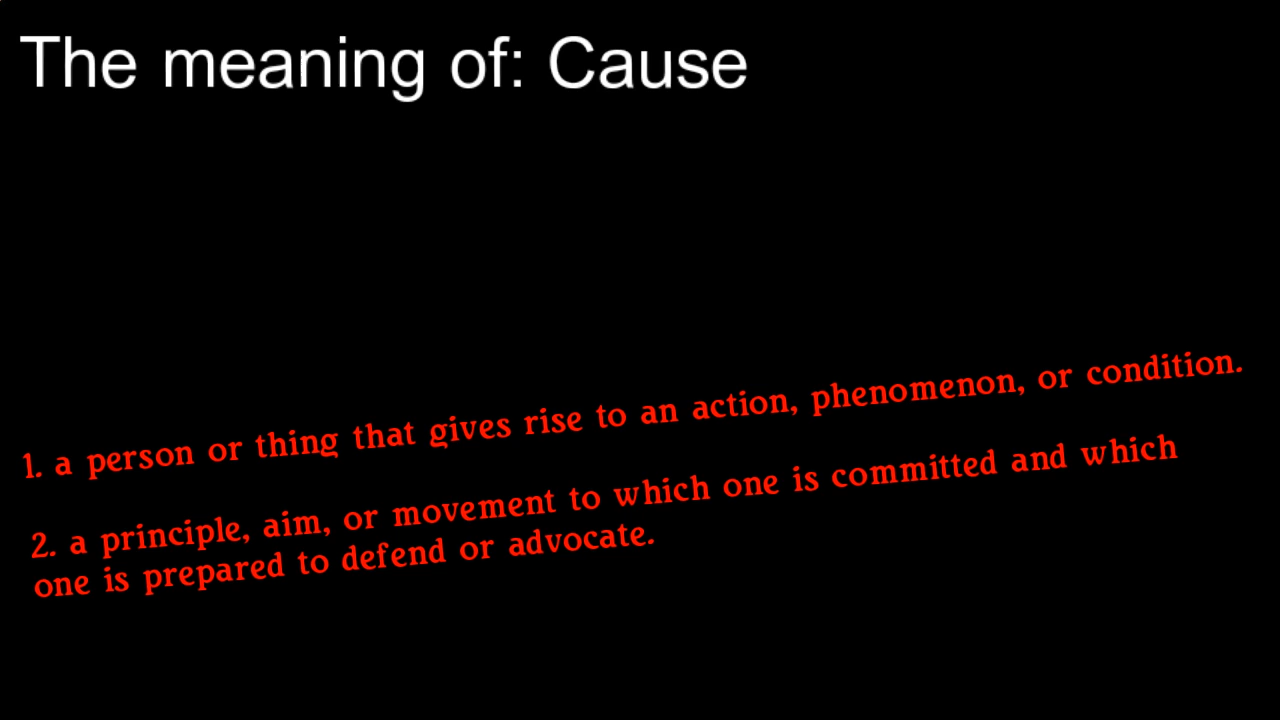 The meaning of: Cause
1. a person or thing that gives rise to an action, phenomenon, or condition.
2. a principle, aim, or movement to which one is committed and which
one is prepared to defend or advocate.